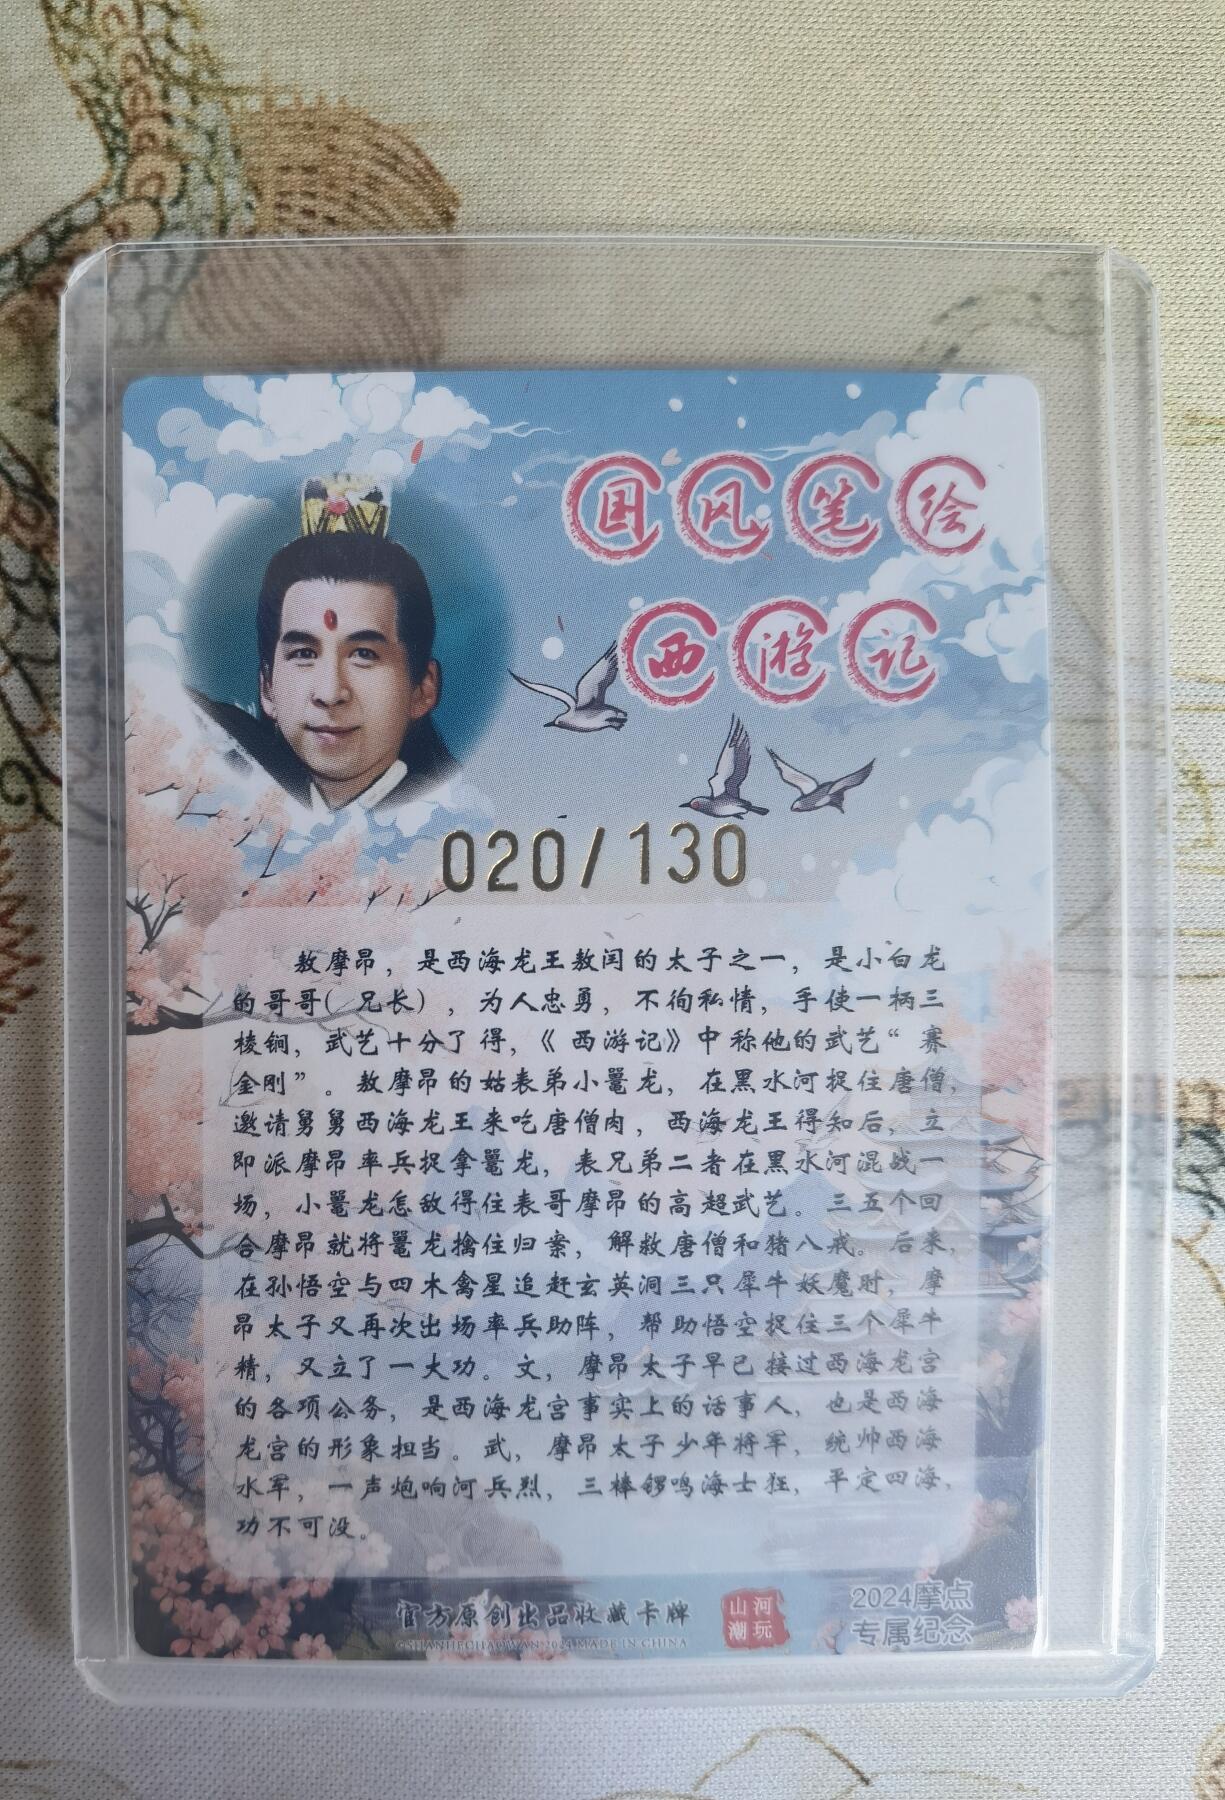 国风笔绘
西游记
020/130
敖摩昂，是西海龙王敖闰的太子之一，是小白龙
的哥哥（兄长），为人忠勇，不徇私情，手使一柄三
棱锏，武艺十分了得，《西游记》中称他的武艺“赛
金刚”。敖摩昂的姑表弟小鼍龙，在黑水河捉住唐僧，
邀请舅舅西海龙王来吃唐僧肉，西海龙王得知后，立
即派摩昂率兵捉拿鼍龙，表兄弟二者在黑水河混战一
场，小鼍龙怎敌得住表哥摩昂的高超武艺。三五个回
合摩昂就将鼍龙擒住归案，解救唐僧和猪八戒。后来，
在孙悟空与四木禽星追赶玄英洞三只犀牛妖魔时，摩
昂太子又再次出场率兵助阵，帮助悟空捉住三个犀牛
精，又立了一大功。文，摩昂太子早已接过西海龙宫
的各项公务，是西海龙宫事实上的话事人，也是西海
龙宫的形象担当。武，摩昂太子少年将军，统帅西海
水军，一声炮响河兵烈，三棒锣鸣海士狂，平定四海，
功不可没。
官方原创出品收藏卡牌
©SHANHECHAOWAN 2024 MADE IN CHINA
山河
潮玩
2024摩点
专属纪念